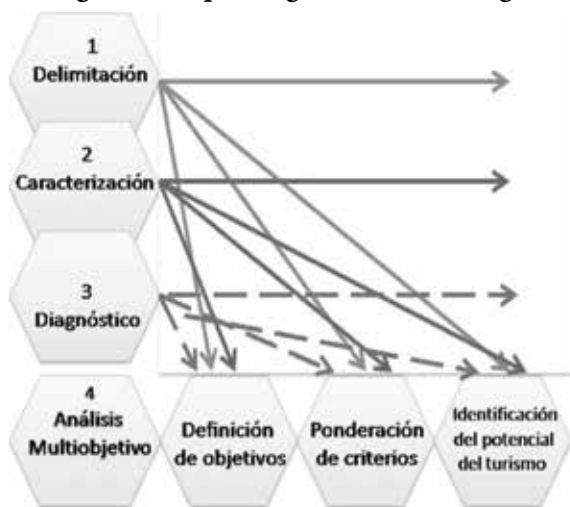 1
Delimitación
2
Caracterización
3
Diagnóstico
4
Análisis
Multiobjetivo
Definición
de objetivos
Ponderación
de criterios
Identificación
del potencial
del turismo